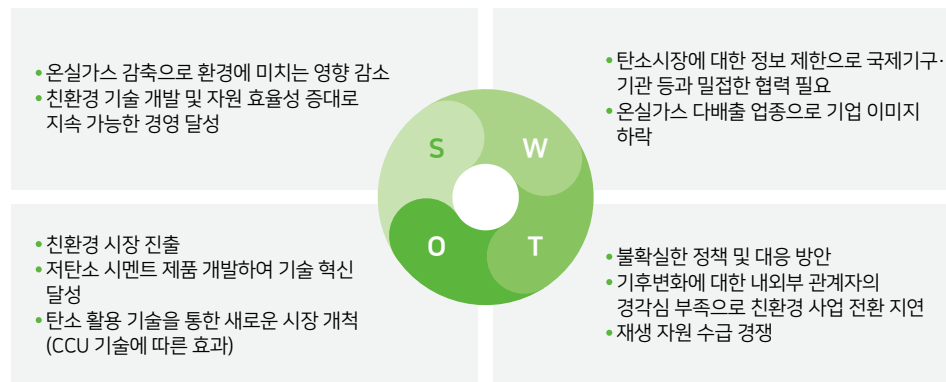 • 온실가스 감축으로 환경에 미치는 영향 감소
• 친환경 기술 개발 및 자원 효율성 증대로
지속 가능한 경영 달성
• 탄소시장에 대한 정보 제한으로 국제기구·
기관 등과 밀접한 협력 필요
• 온실가스 다배출 업종으로 기업 이미지
하락
S
W
O
T
• 친환경 시장 진출
• 저탄소 시멘트 제품 개발하여 기술 혁신
달성
• 탄소 활용 기술을 통한 새로운 시장 개척
(CCU 기술에 따른 효과)
• 불확실한 정책 및 대응 방안
• 기후변화에 대한 내외부 관계자의
경각심 부족으로 친환경 사업 전환 지연
• 재생 자원 수급 경쟁